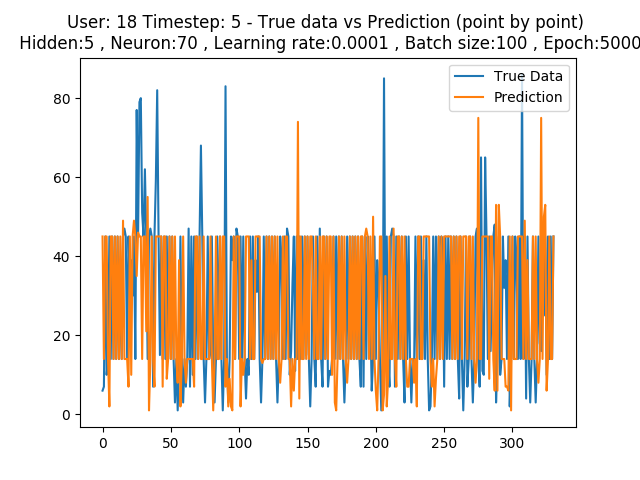 User: 18 Timestep: 5 - True data vs Prediction (point by point)
Hidden:5 , Neuron:70 , Learning rate:0.0001 , Batch size:100 , Epoch:5000
True Data
Prediction
80
60
40
20
0
0 50 100 150 200 250 300